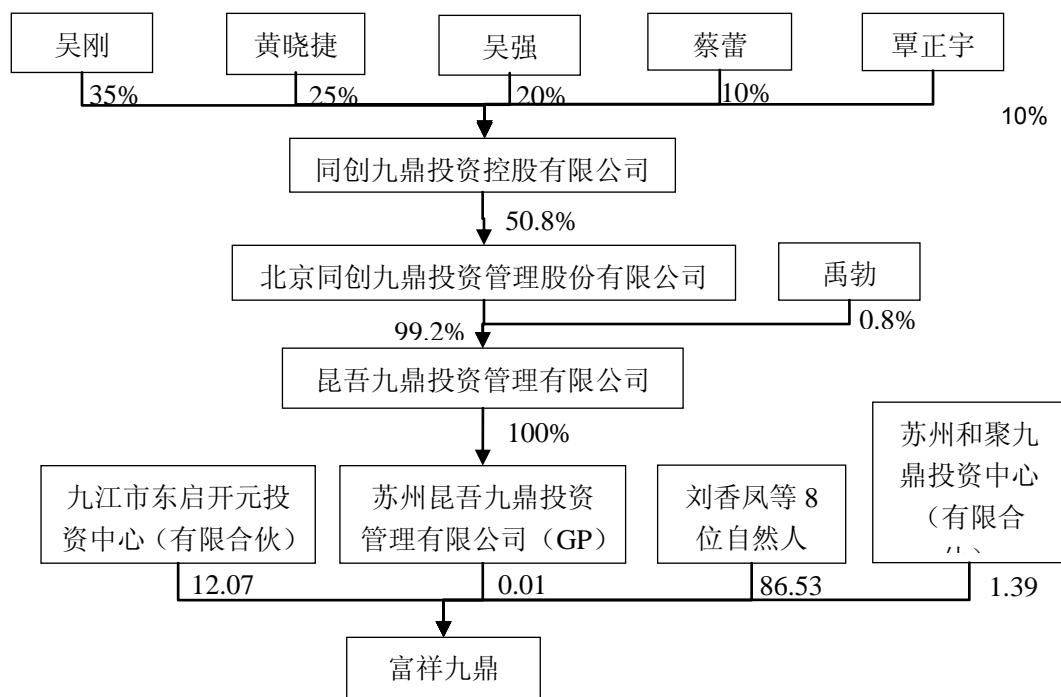 吴刚
黄晓捷
吴强
蔡蕾
覃正宇
35%
25%
20%
10%
10%
同创九鼎投资控股有限公司
50.8%
北京同创九鼎投资管理股份有限公司
禹勃
99.2%
0.8%
昆吾九鼎投资管理有限公司
100%
九江市东启开元投
资中心（有限合伙）
苏州昆吾九鼎投资
管理有限公司（GP）
刘香凤等 8
位自然人
苏州和聚九
鼎投资中心
（有限合
12.07
0.01
86.53
1.39
富祥九鼎